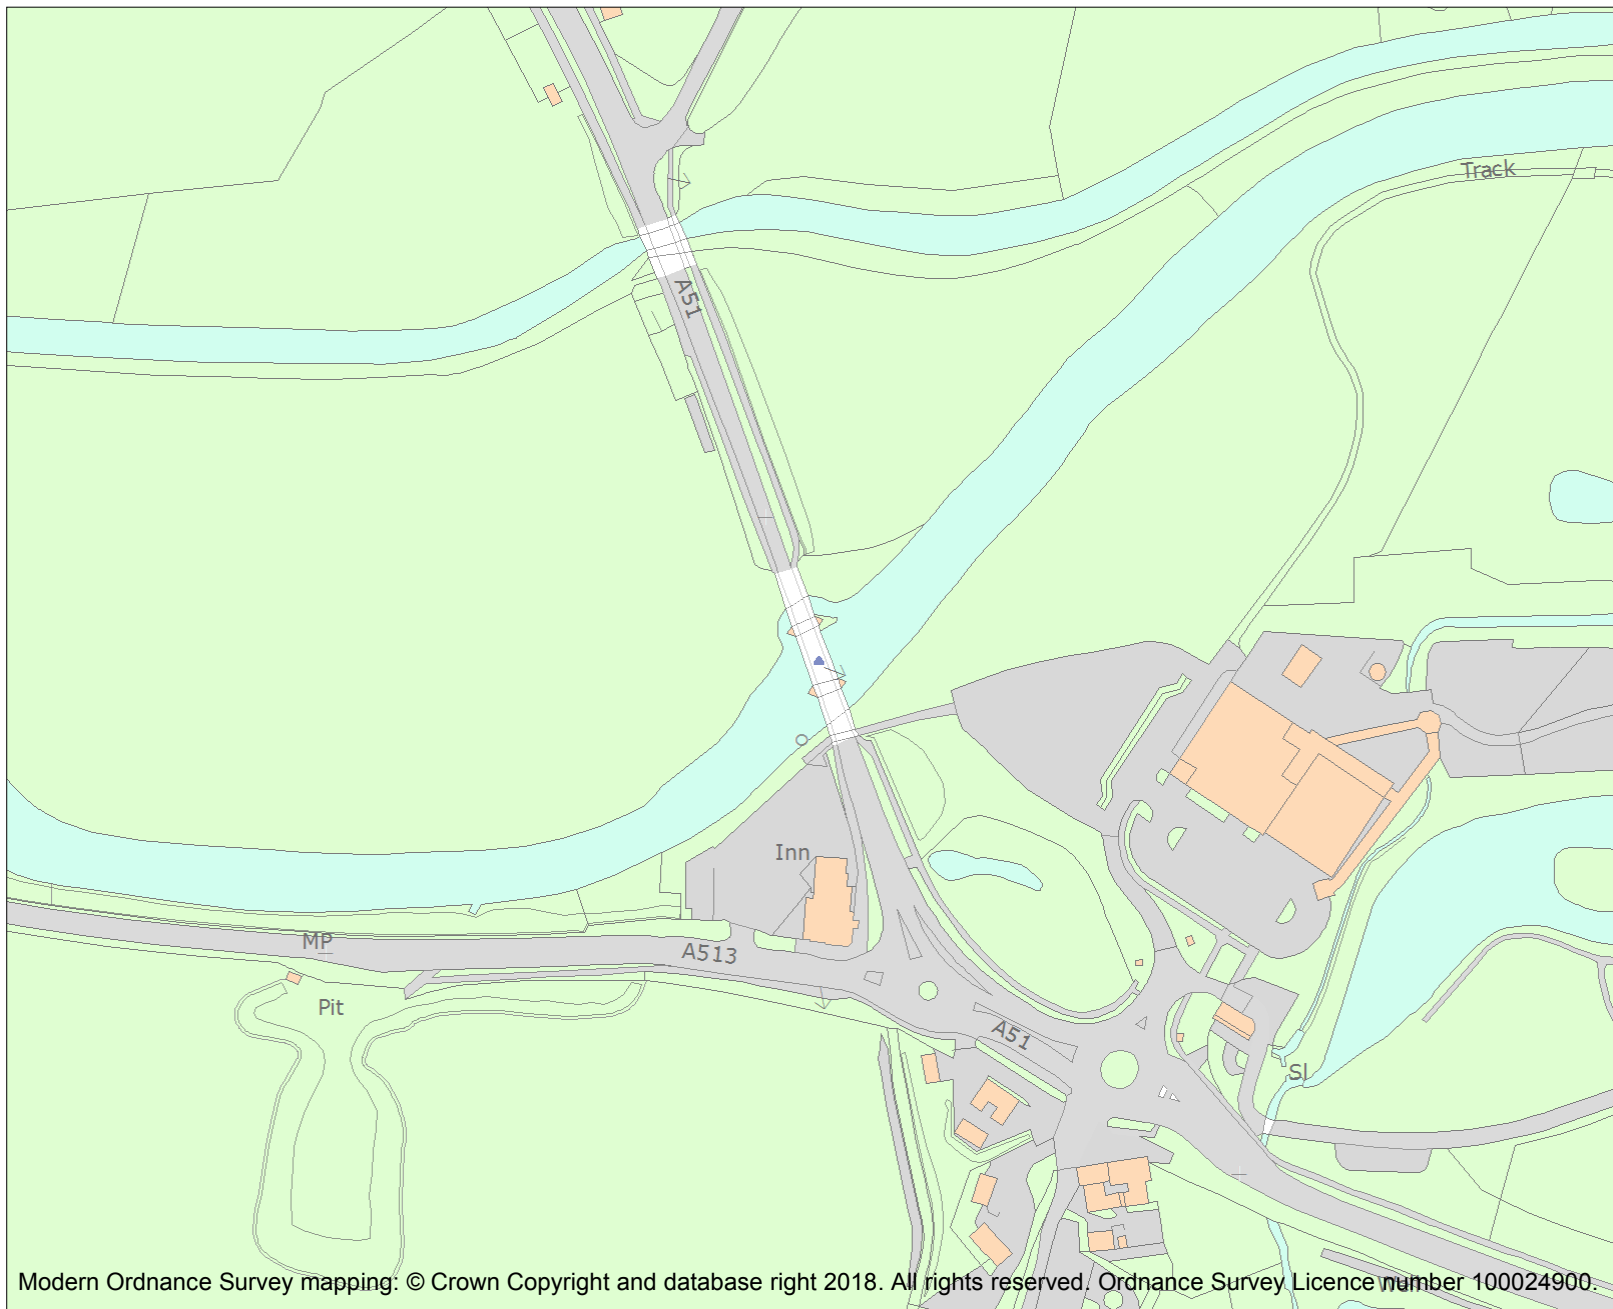 Track
A51
Inn
MP
A513
Pit
A51
Sl
Modern Ordnance Survey mapping: © Crown Copyright and database right 2018. All rights reserved. Ordnance Survey Licence number 100024900.